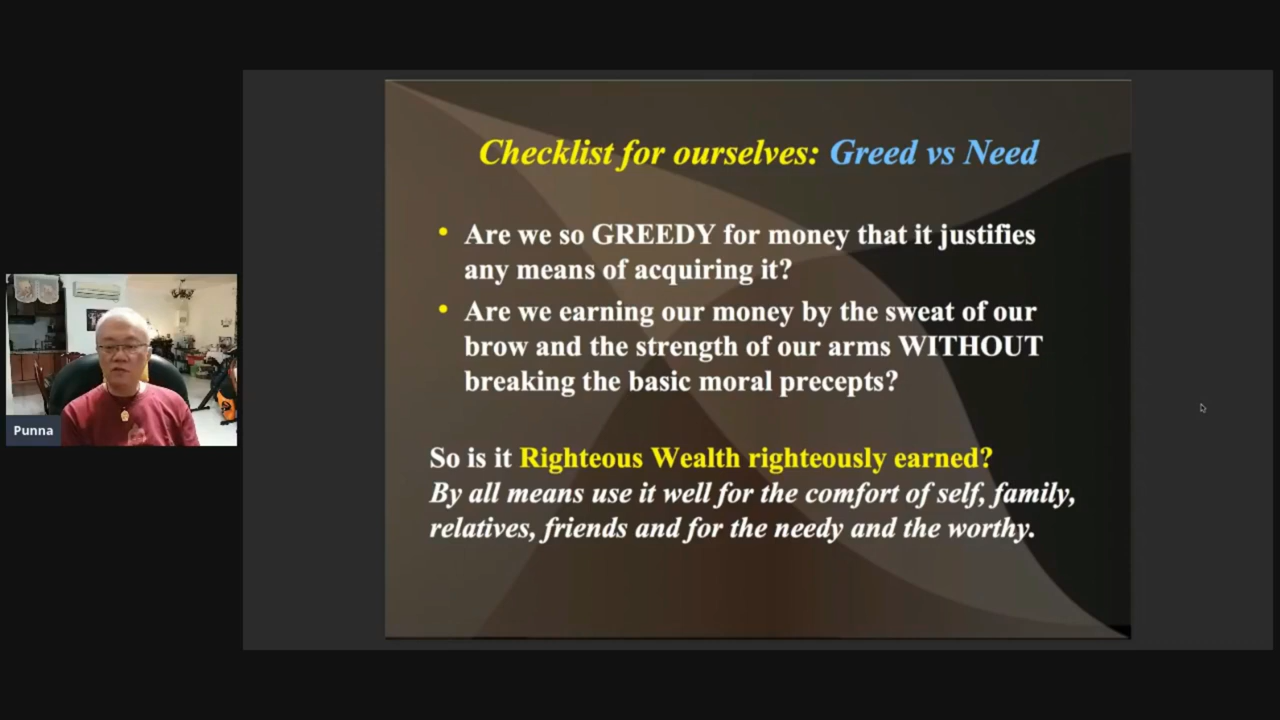 Checklist for ourselves: Greed vs Need
• Are we so GREEDY for money that it justifies
any means of acquiring it?
• Are we earning our money by the sweat of our
brow and the strength of our arms WITHOUT
breaking the basic moral precepts?
So is it Righteous Wealth righteously earned?
By all means use it well for the comfort of self, family,
relatives, friends and for the needy and the worthy.
Punna